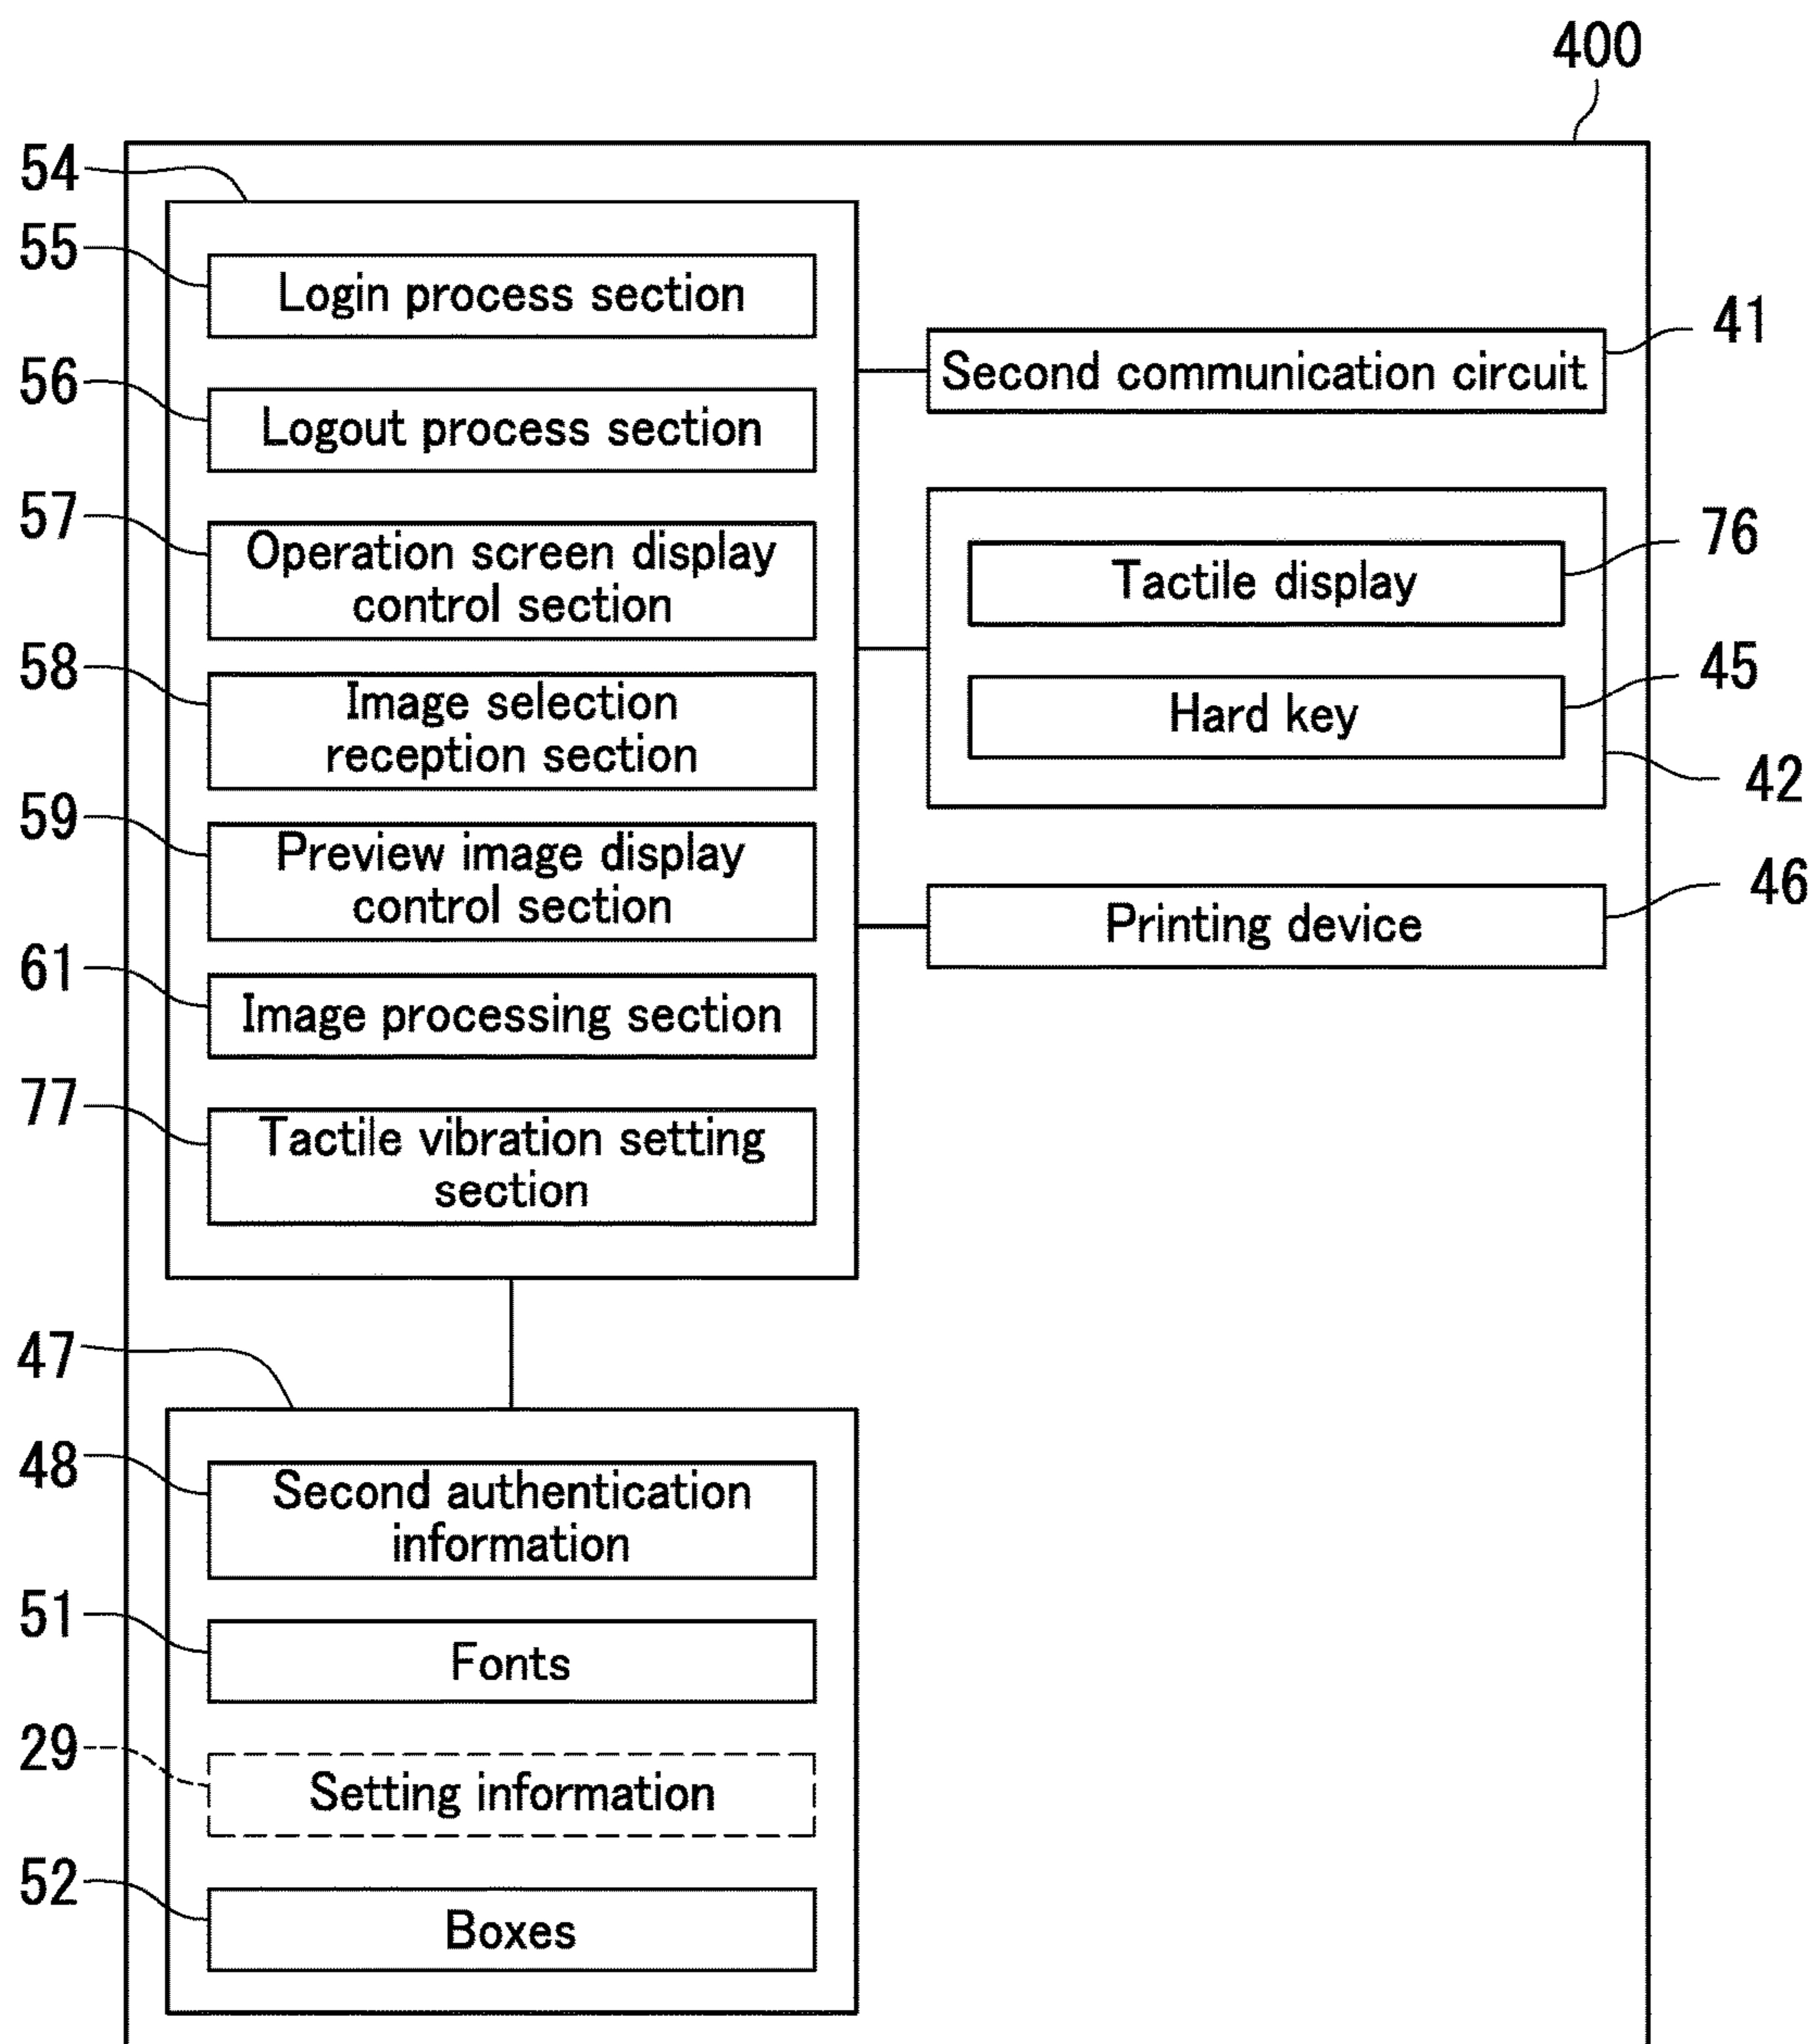 400
54
55
Login process section
56
Logout process section
57
Operation screen display
control section
58
Image selection
reception section
59
Preview image display
control section
61
Image processing section
77
Tactile vibration setting
section
41
Second communication circuit
76
Tactile display
45
Hard key
42
46
Printing device
47
48
Second authentication
information
51
Fonts
29
Setting information
52
Boxes